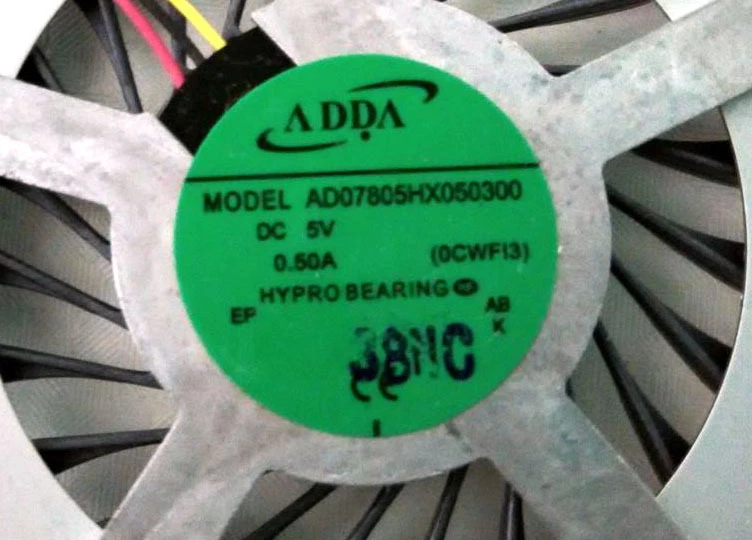 ADDA
MODEL AD07805HX050300
DC 5V
0.50A (0CWFI3)
HYPRO BEARING
EP AB
K
38NC